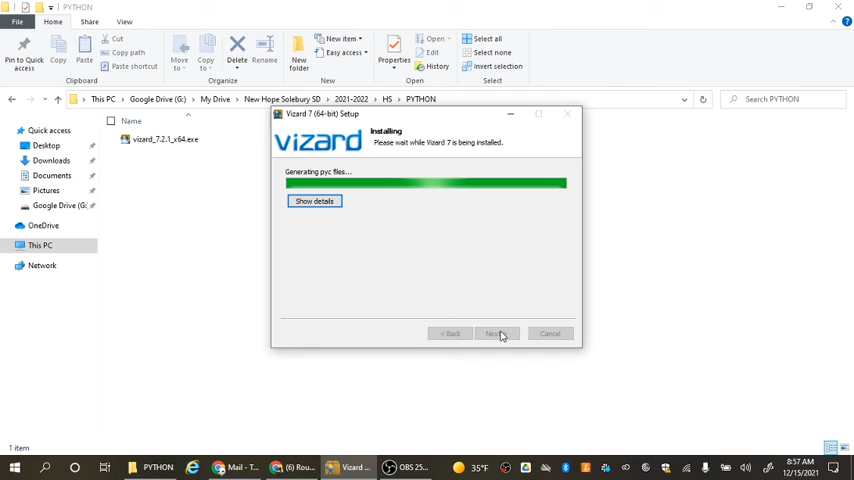 PYTHON
File Home Share View
Pin to Quick access
Copy
Paste
Cut
Copy path
Paste shortcut
Clipboard
Move to
Copy to
Delete
Rename
Organize
New folder
New item
Easy access
New
Properties
Open
Edit
History
Open
Select all
Select none
Invert selection
Select
This PC > Google Drive (G:) > My Drive > New Hope Solebury SD > 2021-2022 > HS > PYTHON
Search PYTHON
Name
vizard_7.2.1_x64.exe
Quick access
Desktop
Downloads
Documents
Pictures
Google Drive (G:
OneDrive
This PC
Network
Vizard 7 (64-bit) Setup
vizard
Installing
Please wait while Vizard 7 is being installed.
Generating pyc files...
Show details
< Back
Cancel
1 item
PYTHON
Mail - T...
(6) Rou...
Vizard ...
OBS 25...
35°F
8:57 AM
12/15/2021